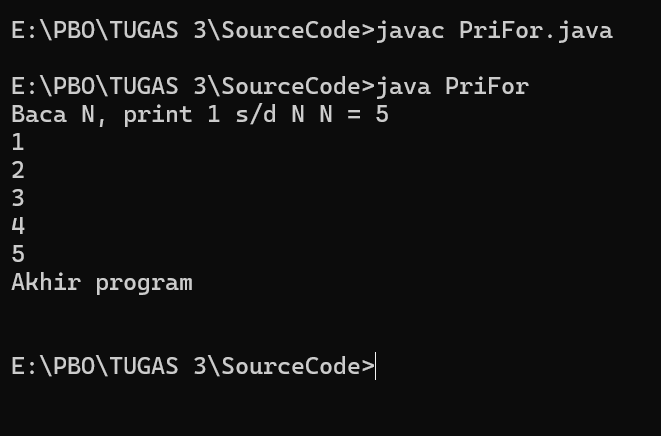 E:\PBO\TUGAS 3\SourceCode>javac PriFor.java
E:\PBO\TUGAS 3\SourceCode>java PriFor
Baca N, print 1 s/d N N = 5
1
2
3
4
5
Akhir program
E:\PBO\TUGAS 3\SourceCode>